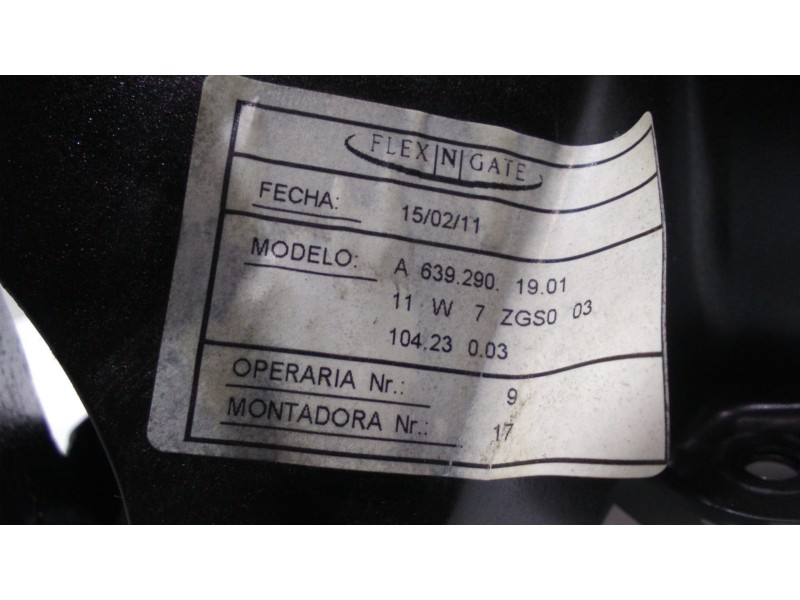 FLEX|N|GATE
FECHA: 15/02/11
MODELO: A 639.290. 19.01
11 W 7 ZGS0 03
104.23 0.03
OPERARIA Nr.: 9
MONTADORA Nr.: 17